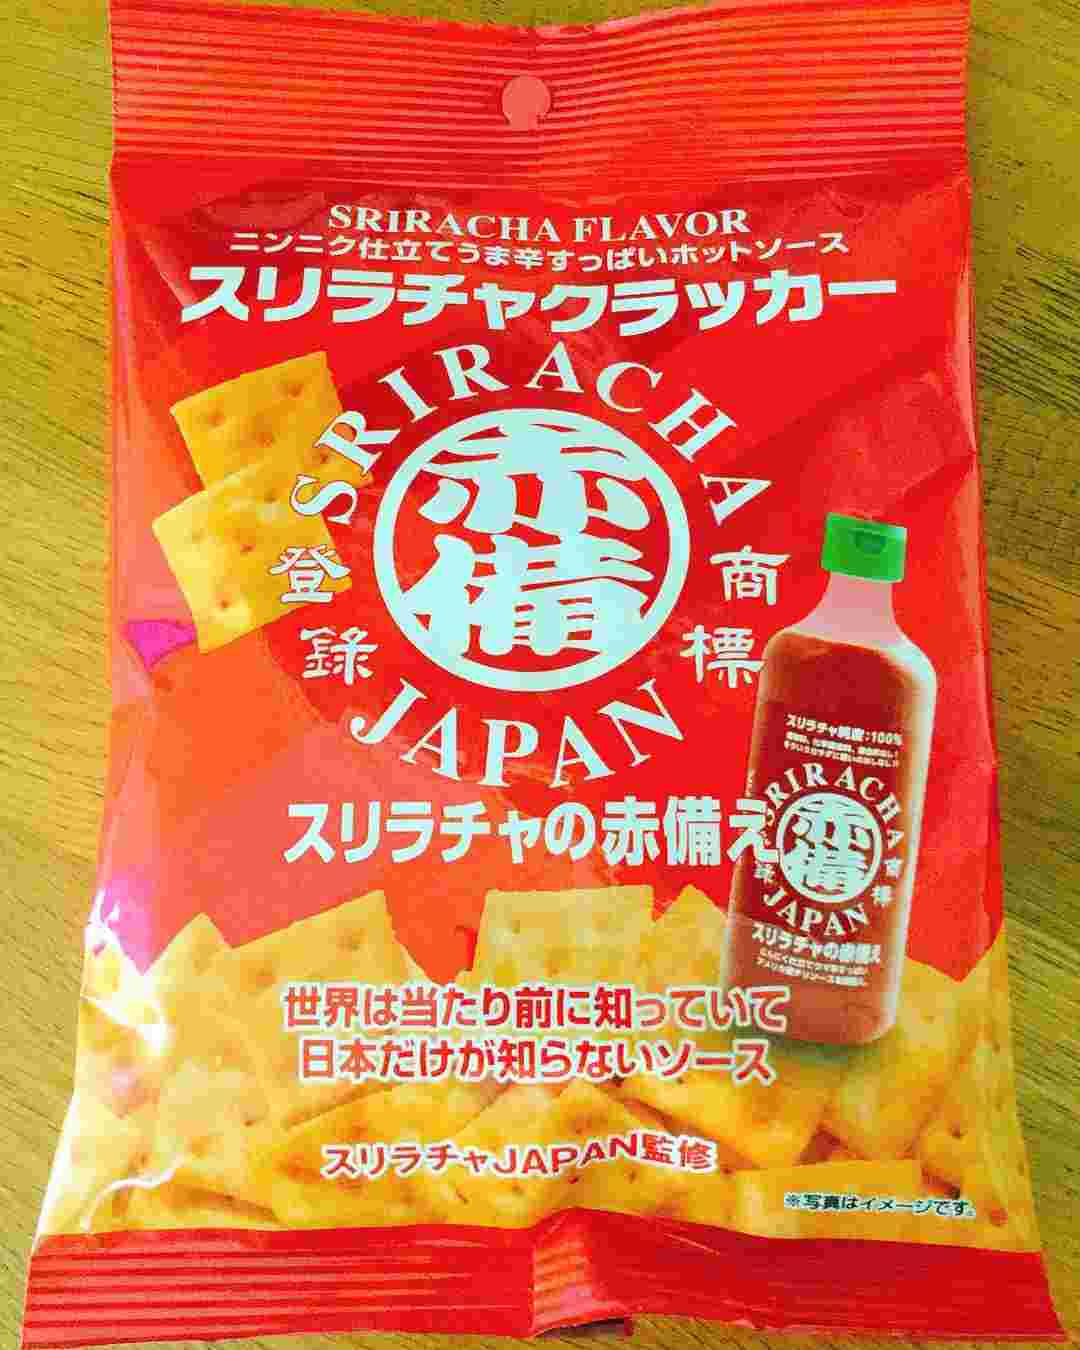 SRIRACHA FLAVOR
ニンニク仕立てうま辛すっぱいホットソース
スリラチャクラッカー
SRIRACHA
赤備
登録
商標
JAPAN
スリラチャの赤備え
スリラチャ純度:100%
SRIRACHA
赤備
登録
商標
JAPAN
スリラチャの赤備え
世界は当たり前に知っていて
日本だけが知らないソース
スリラチャJAPAN監修
※写真はイメージです。